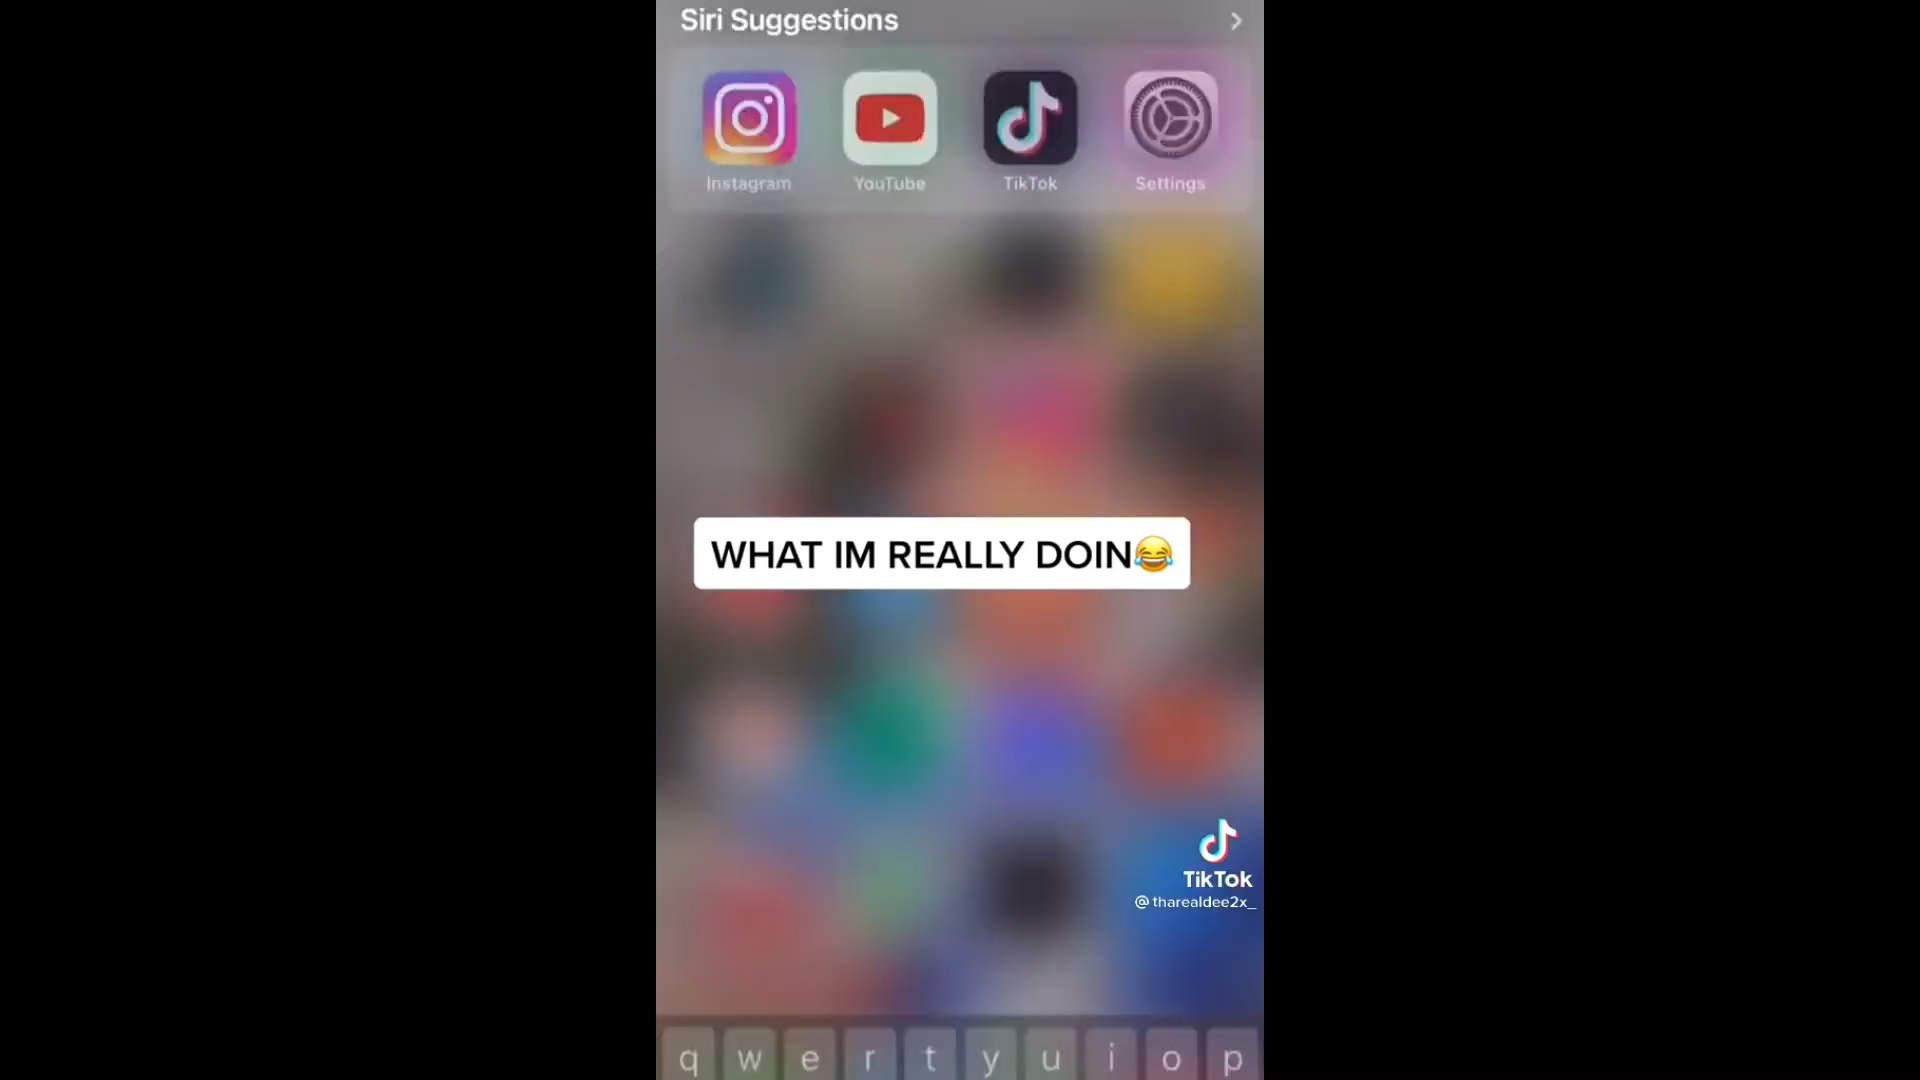 Siri Suggestions
Instagram YouTube TikTok Settings
WHAT IM REALLY DOIN😂
TikTok
@tharealdee2x_
q w e r t y u i o p